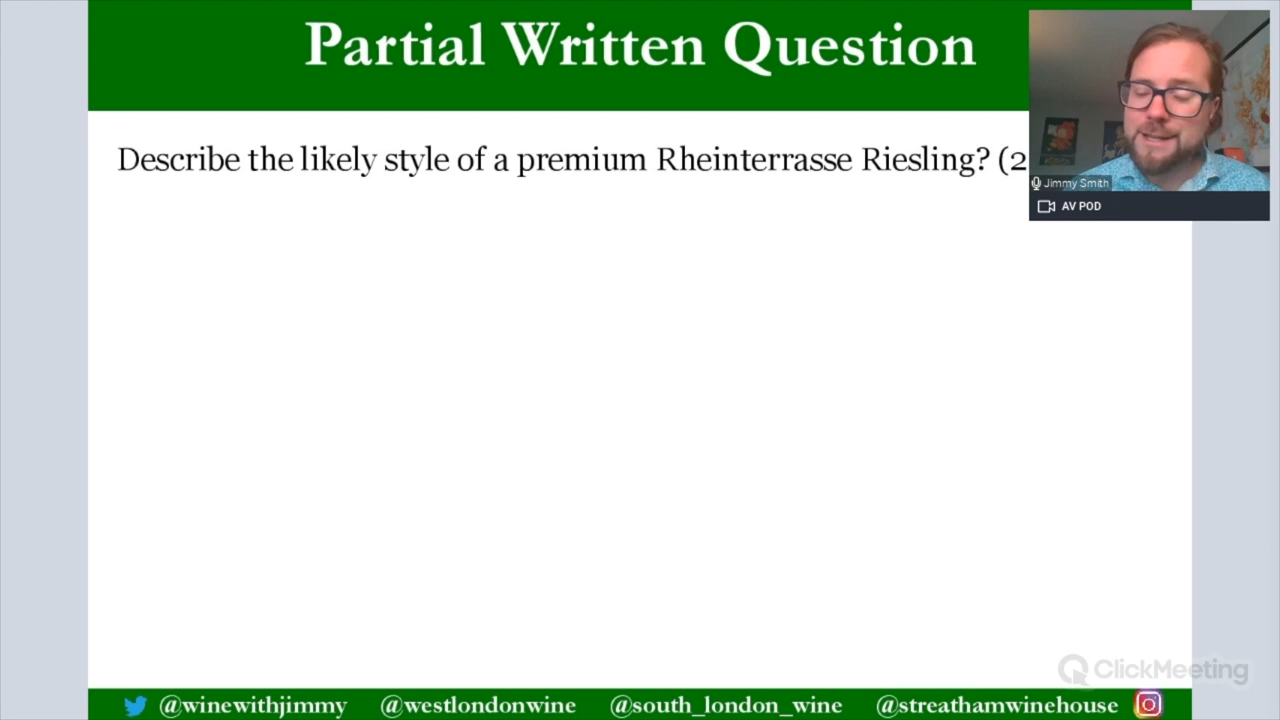 Partial Written Question
Describe the likely style of a premium Rheinterrasse Riesling? (2
Jimmy Smith
AV POD
ClickMeeting
@winewithjimmy @westlondonwine @south_london_wine @streathamwinehouse